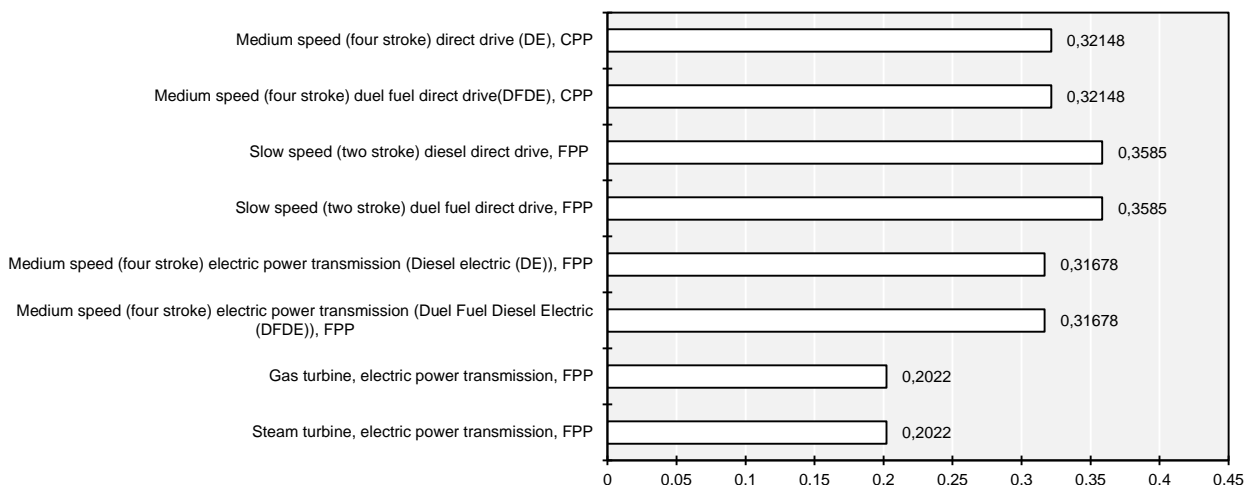 Medium speed (four stroke) direct drive (DE), CPP
0,32148
Medium speed (four stroke) duel fuel direct drive(DFDE), CPP
0,32148
Slow speed (two stroke) diesel direct drive, FPP
0,3585
Slow speed (two stroke) duel fuel direct drive, FPP
0,3585
Medium speed (four stroke) electric power transmission (Diesel electric (DE)), FPP
0,31678
Medium speed (four stroke) electric power transmission (Duel Fuel Diesel Electric
(DFDE)), FPP
0,31678
Gas turbine, electric power transmission, FPP
0,2022
Steam turbine, electric power transmission, FPP
0,2022
0 0,05 0,1 0,15 0,2 0,25 0,3 0,35 0,4 0,45